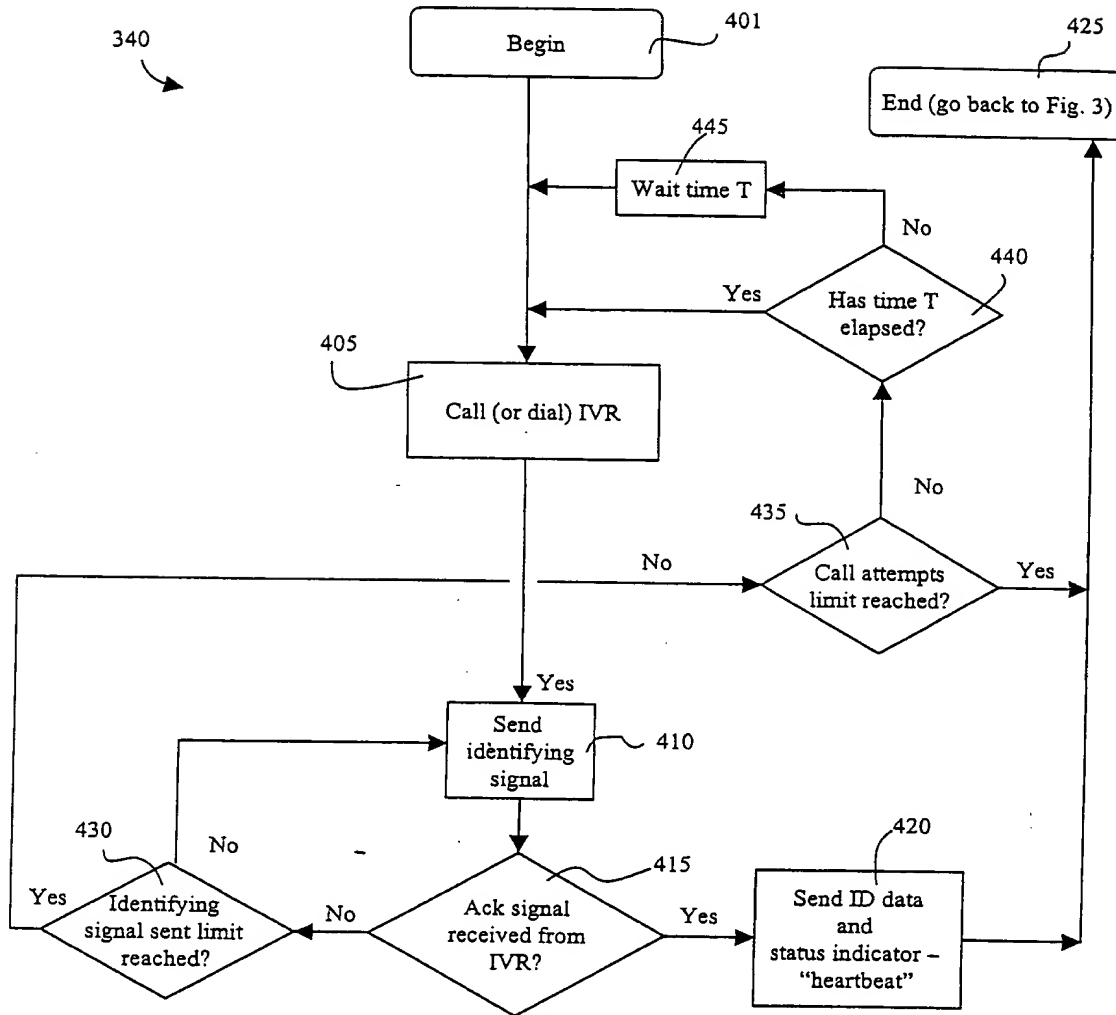 340
Begin
401
425
End (go back to Fig. 3)
445
Wait time T
No
440
Yes
Has time T
elapsed?
405
Call (or dial) IVR
No
435
No
Call attempts
limit reached?
Yes
Yes
Send
identifying
signal
410
430
No
415
420
Yes
Identifying
signal sent limit
reached?
No
Ack signal
received from
IVR?
Yes
Send ID data
and
status indicator –
"heartbeat"